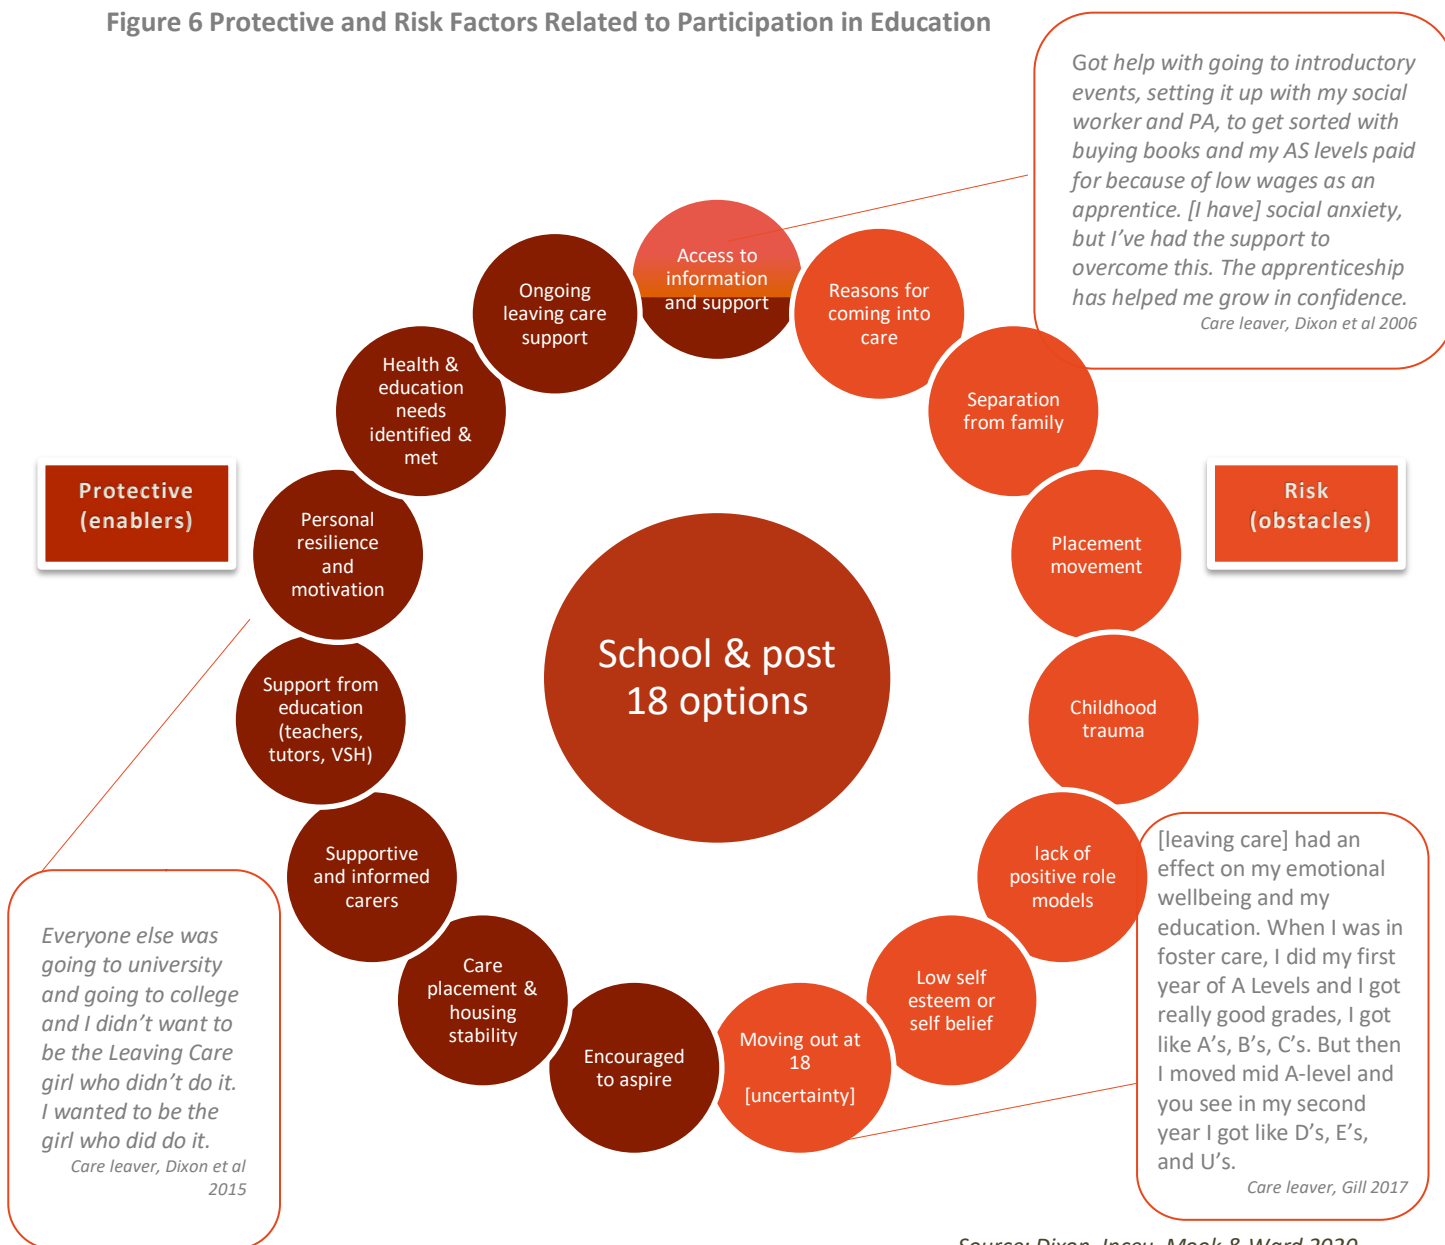 Figure 6 Protective and Risk Factors Related to Participation in Education
Got help with going to introductory
events, setting it up with my social
worker and PA, to get sorted with
buying books and my AS levels paid
for because of low wages as an
apprentice. [I have] social anxiety,
but I’ve had the support to
overcome this. The apprenticeship
has helped me grow in confidence.
Care leaver, Dixon et al 2006
Access to
information
and support
Reasons for
coming into
care
Separation
from family
Placement
movement
Childhood
trauma
lack of
positive role
models
Low self
esteem or
self belief
Moving out at
18
[uncertainty]
Encouraged
to aspire
Care
placement &
housing
stability
Supportive
and informed
carers
Support from
education
(teachers,
tutors, VSH)
Personal
resilience
and
motivation
Health &
education
needs
identified &
met
Ongoing
leaving care
support
Protective
(enablers)
Risk
(obstacles)
School & post
18 options
Everyone else was
going to university
and going to college
and I didn’t want to
be the Leaving Care
girl who didn’t do it.
I wanted to be the
girl who did do it.
Care leaver, Dixon et al
2015
[leaving care] had an
effect on my emotional
wellbeing and my
education. When I was in
foster care, I did my first
year of A Levels and I got
really good grades, I got
like A’s, B’s, C’s. But then
I moved mid A-level and
you see in my second
year I got like D’s, E’s,
and U’s.
Care leaver, Gill 2017
Source: Dixon, Incey, Mook & Ward 2020